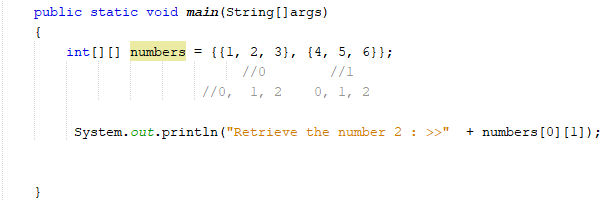 public static void main(String[]args)
{
int[][] numbers = {{1, 2, 3}, {4, 5, 6}};
//0 //1
//0, 1, 2 0, 1, 2
System.out.println("Retrieve the number 2 : >>" + numbers[0][1]);
}